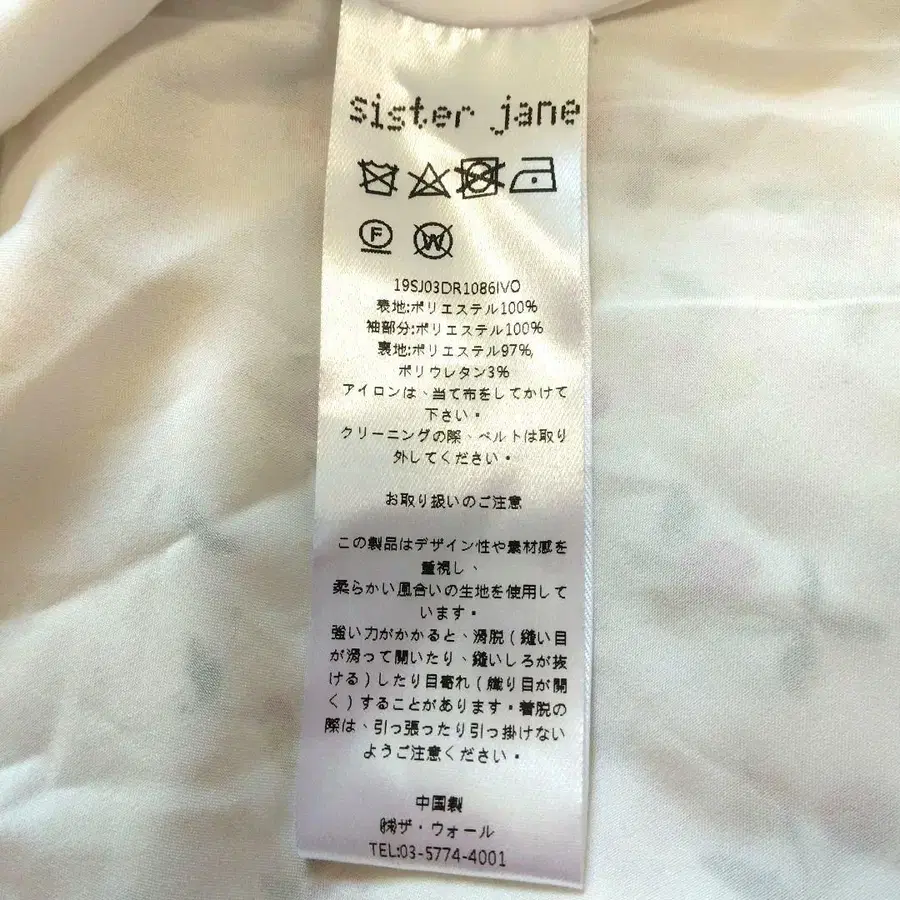 sister jane
F
W
19SJ03DR1086IVO
表地:ポリエステル100%
袖部分:ポリエステル100%
裏地:ポリエステル97%,
ポリウレタン3%
アイロンは、当て布をしてかけて
下さい。
クリーニングの際、ベルトは取り
外してください。
お取り扱いのご注意
この製品はデザイン性や素材感を
重視し、
柔らかい風合いの生地を使用して
います。
強い力がかかると、滑脱(縫い目
が滑って開いたり、縫いしろが抜
ける)したり目寄れ(織り目が開
く)することがあります。着脱の
際は、引っ張ったり引っ掛けない
ようご注意ください。
中国製
㈱ザ・ウォール
TEL:03-5774-4001